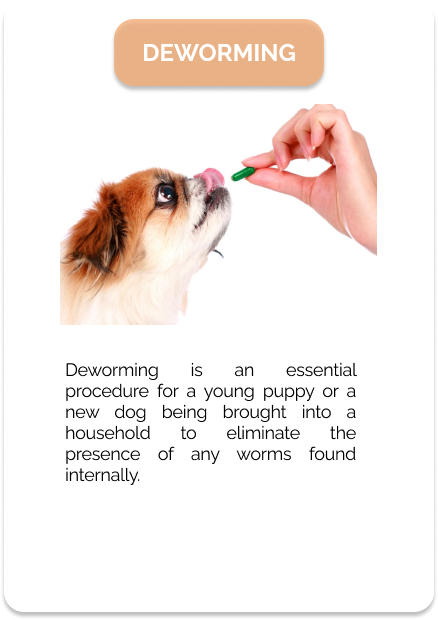 DEWORMING
Deworming is an essential
procedure for a young puppy or a
new dog being brought into a
household to eliminate the
presence of any worms found
internally.